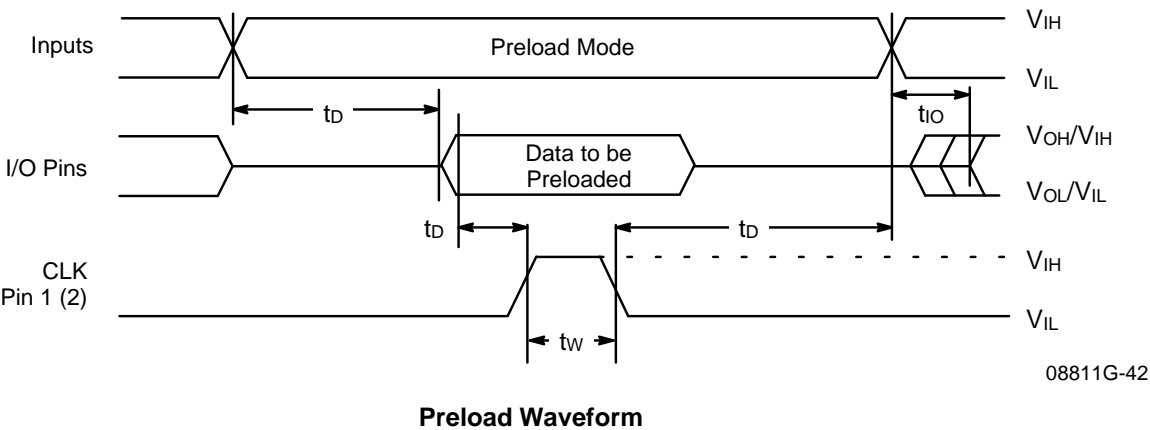 Inputs
Preload Mode
VIH
VIL
tD
tIO
I/O Pins
Data to be
Preloaded
VOH/VIH
VOL/VIL
tD
tD
CLK
Pin 1 (2)
VIH
VIL
tW
08811G-42
Preload Waveform